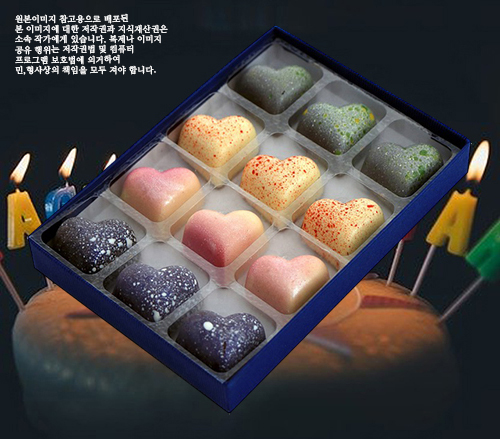 원본이미지 참고용으로 배포된
본 이미지에 대한 저작권과 지식재산권은
소속 작가에게 있습니다. 복제나 이미지
공유 행위는 저작권법 및 컴퓨터
프로그램 보호법에 의거하여
민,형사상의 책임을 모두 져야 합니다.
A
A